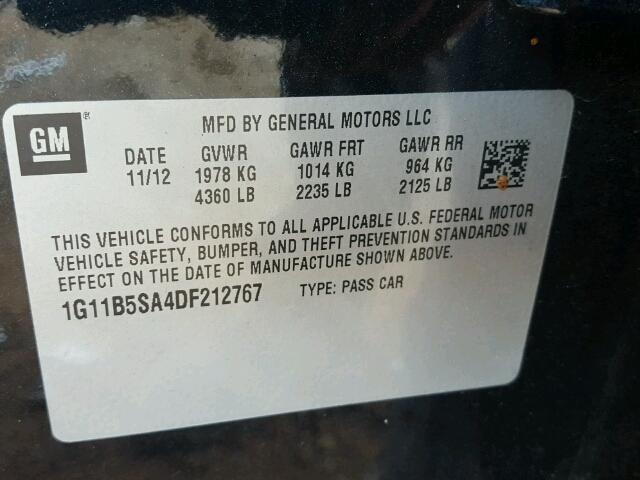 GM ®
MFD BY GENERAL MOTORS LLC
DATE GVWR GAWR FRT GAWR RR
11/12 1978 KG 1014 KG 964 KG
4360 LB 2235 LB 2125 LB
THIS VEHICLE CONFORMS TO ALL APPLICABLE U.S. FEDERAL MOTOR
VEHICLE SAFETY, BUMPER, AND THEFT PREVENTION STANDARDS IN
EFFECT ON THE DATE OF MANUFACTURE SHOWN ABOVE.
1G11B5SA4DF212767 TYPE: PASS CAR